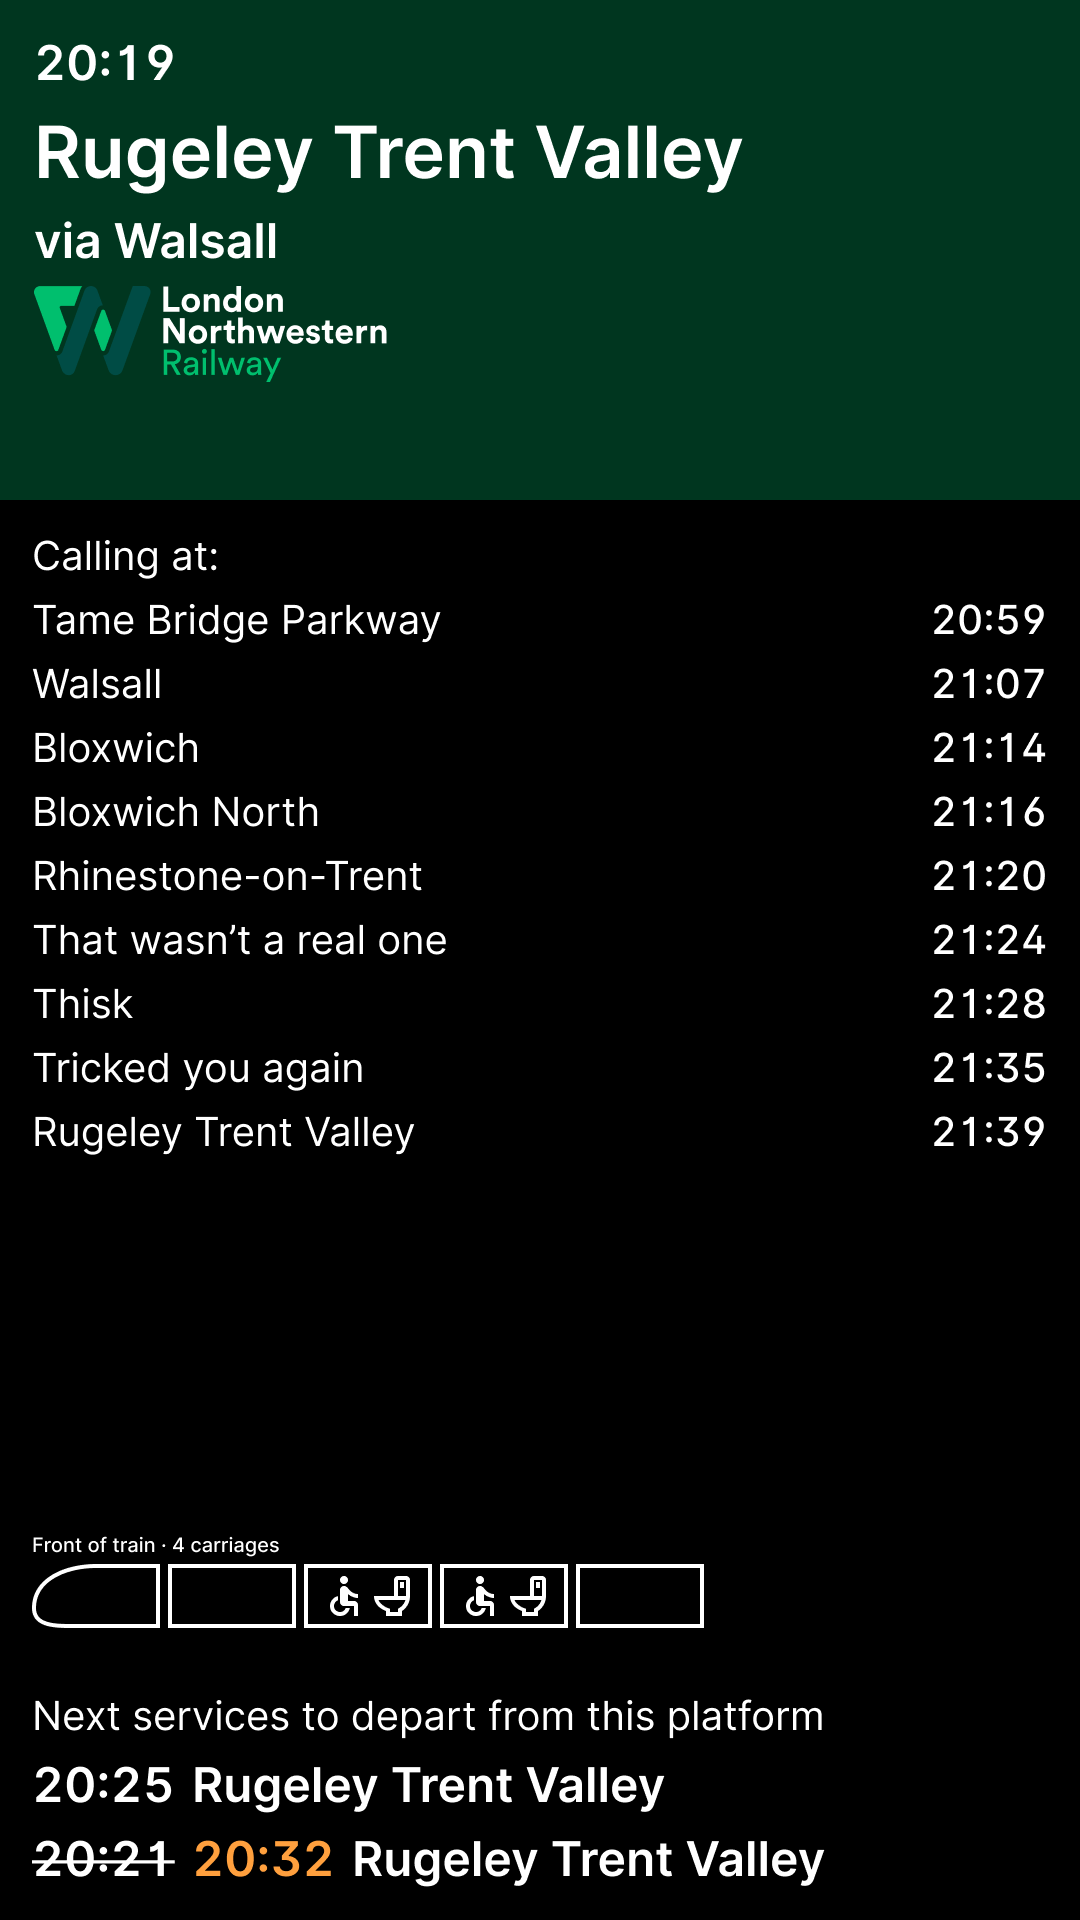 20:19
Rugeley Trent Valley
via Walsall
London
Northwestern
Railway
Calling at:
Tame Bridge Parkway 20:59
Walsall 21:07
Bloxwich 21:14
Bloxwich North 21:16
Rhinestone-on-Trent 21:20
That wasn’t a real one 21:24
Thisk 21:28
Tricked you again 21:35
Rugeley Trent Valley 21:39
Front of train · 4 carriages
Next services to depart from this platform
20:25 Rugeley Trent Valley
20:21 20:32 Rugeley Trent Valley